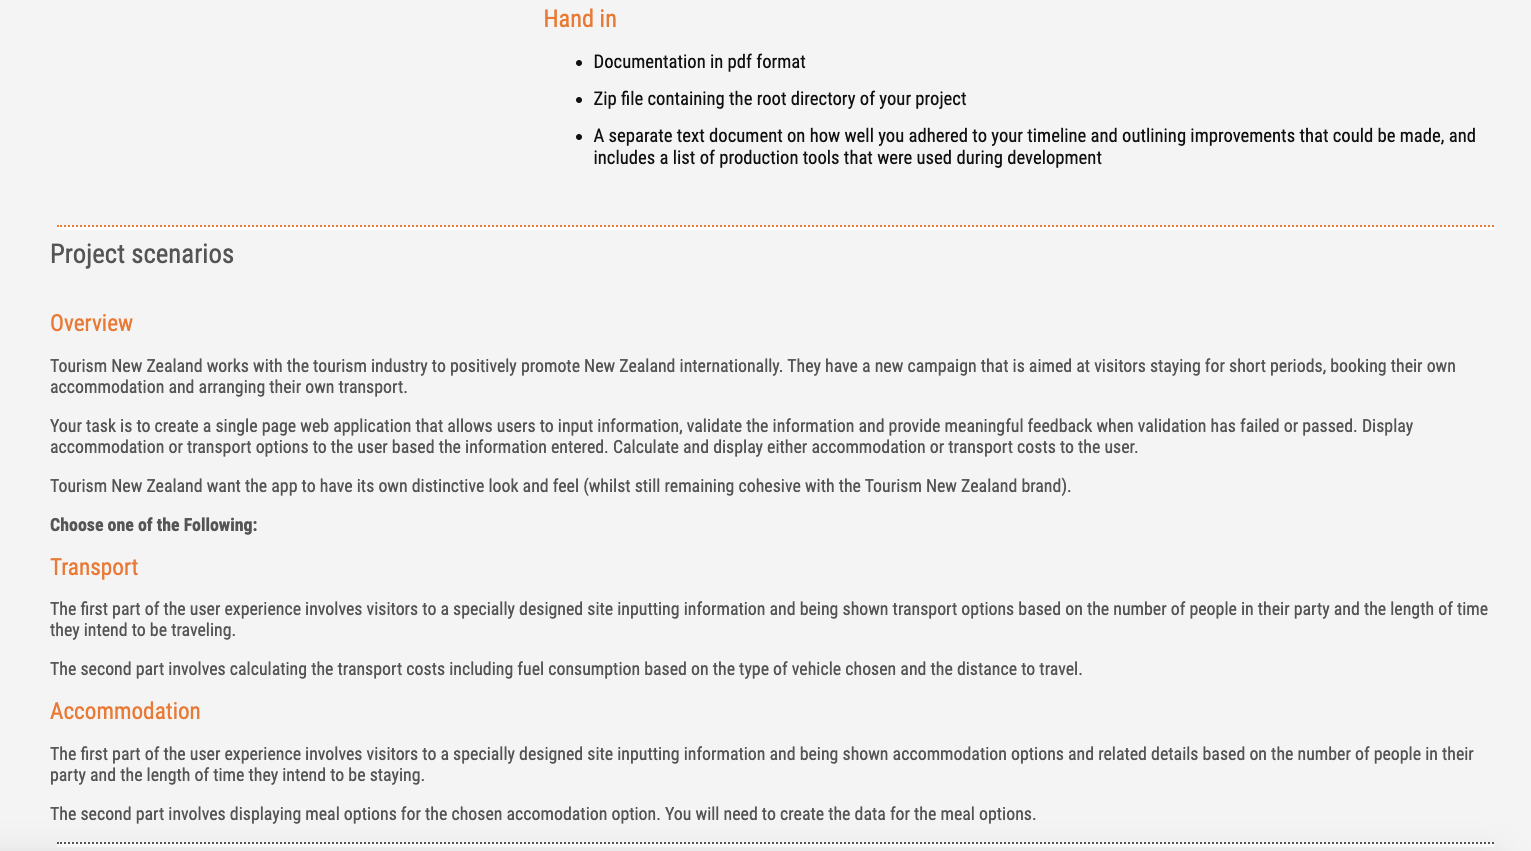 Hand in
• Documentation in pdf format
• Zip file containing the root directory of your project
• A separate text document on how well you adhered to your timeline and outlining improvements that could be made, and
includes a list of production tools that were used during development
Project scenarios
Overview
Tourism New Zealand works with the tourism industry to positively promote New Zealand internationally. They have a new campaign that is aimed at visitors staying for short periods, booking their own
accommodation and arranging their own transport.
Your task is to create a single page web application that allows users to input information, validate the information and provide meaningful feedback when validation has failed or passed. Display
accommodation or transport options to the user based the information entered. Calculate and display either accommodation or transport costs to the user.
Tourism New Zealand want the app to have its own distinctive look and feel (whilst still remaining cohesive with the Tourism New Zealand brand).
Choose one of the Following:
Transport
The first part of the user experience involves visitors to a specially designed site inputting information and being shown transport options based on the number of people in their party and the length of time
they intend to be traveling.
The second part involves calculating the transport costs including fuel consumption based on the type of vehicle chosen and the distance to travel.
Accommodation
The first part of the user experience involves visitors to a specially designed site inputting information and being shown accommodation options and related details based on the number of people in their
party and the length of time they intend to be staying.
The second part involves displaying meal options for the chosen accomodation option. You will need to create the data for the meal options.